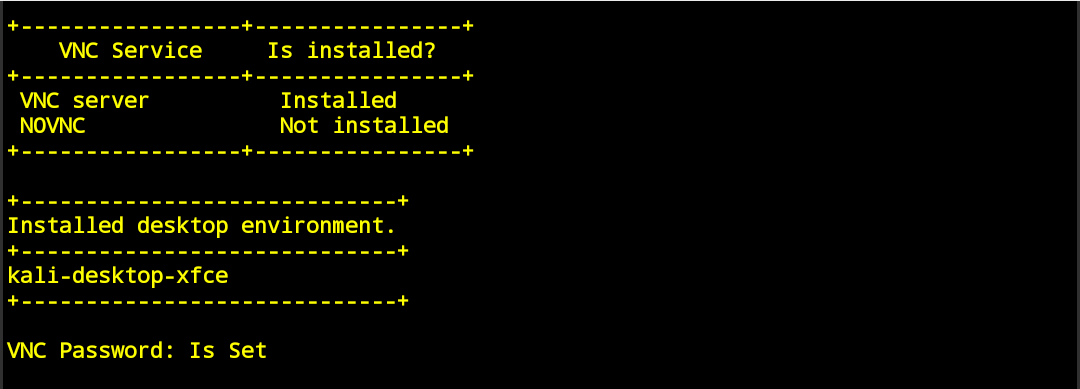 +-----------------+----------------+
VNC Service Is installed?
+-----------------+----------------+
VNC server Installed
NOVNC Not installed
+-----------------+----------------+
+-----------------------------+
Installed desktop environment.
+-----------------------------+
kali-desktop-xfce
+-----------------------------+
VNC Password: Is Set